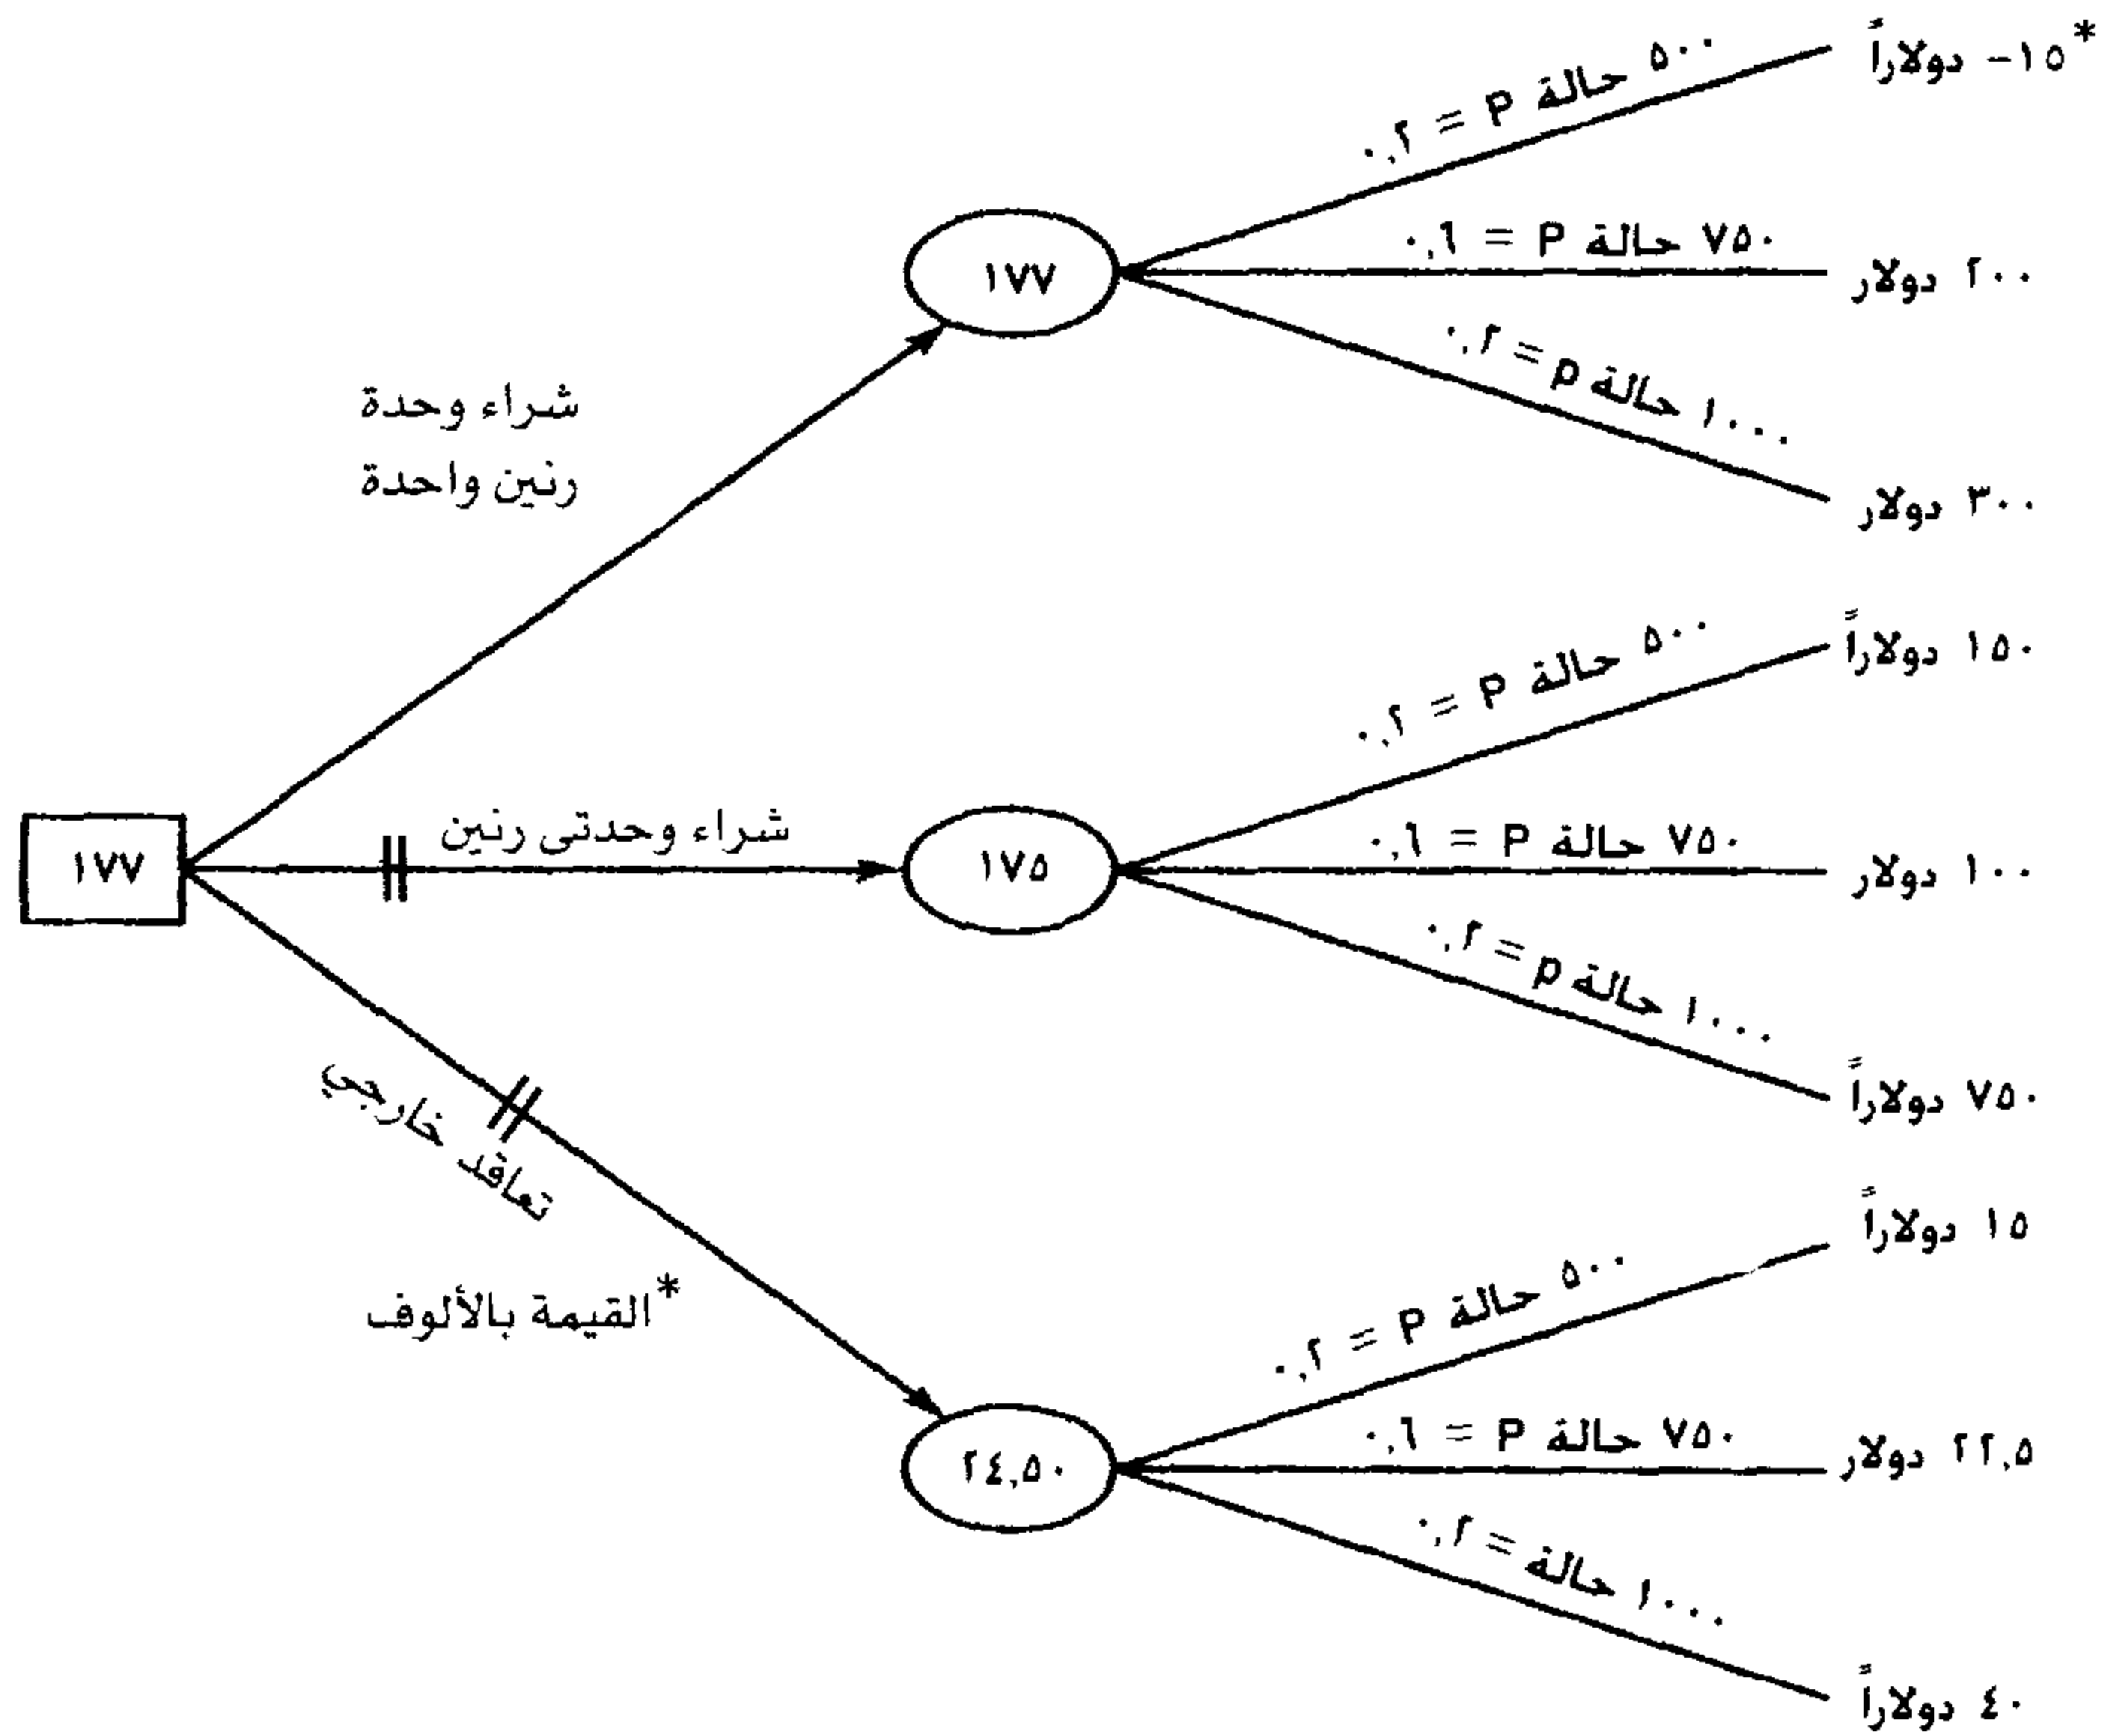 *١٥- دولاراً
٥٠٠ حالة P = ٠,٢
١٧٧
٧٥٠ حالة P = ٠,٦
٢٠٠ دولار
١٠٠٠ حالة p = ٠,٢
٣٠٠ دولار
شراء وحدة
رنين واحدة
١٥٠ دولاراً
٥٠٠ حالة P = ٠,٢
١٧٧
شراء وحدتى رنين
١٧٥
٧٥٠ حالة P = ٠,٦
١٠٠ دولار
١٠٠٠ حالة p = ٠,٢
٧٥٠ دولاراً
تعاقد خارجي
*القيمة بالألوف
١٥ دولاراً
٥٠٠ حالة P = ٠,٢
٢٤,٥٠
٧٥٠ حالة P = ٠,٦
٢٢,٥ دولار
١٠٠٠ حالة = ٠,٢
٤٠ دولاراً